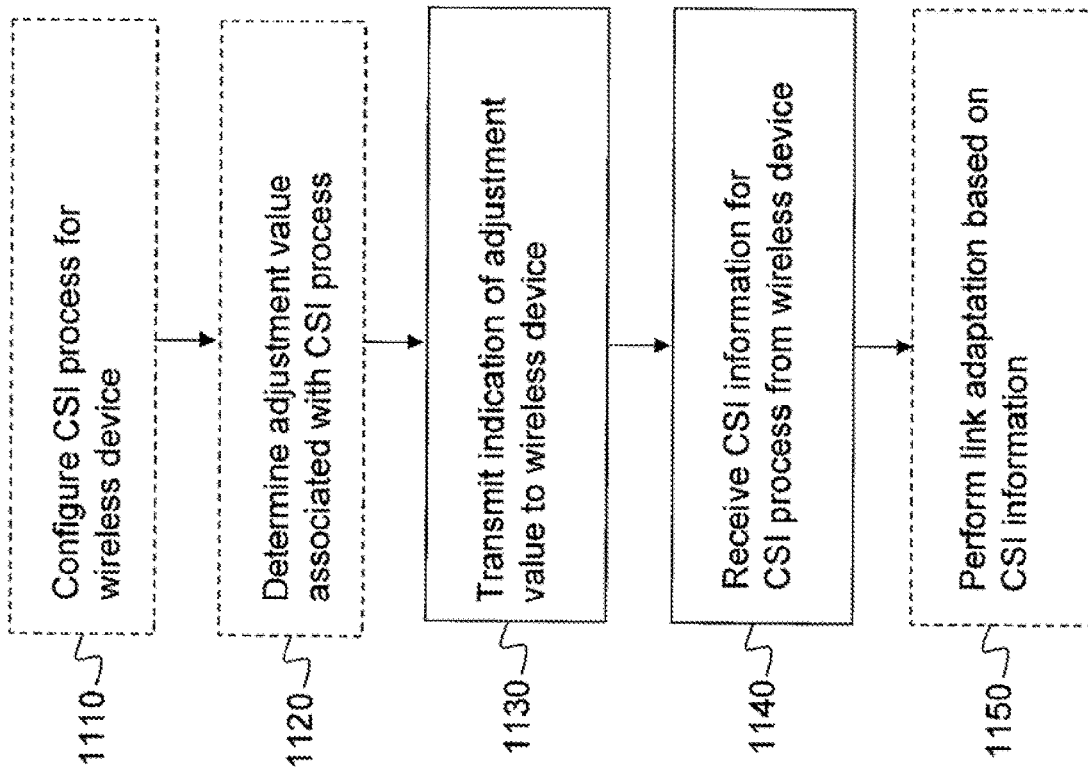 1110
Configure CSI process for
wireless device
1120
Determine adjustment value
associated with CSI process
1130
Transmit indication of adjustment
value to wireless device
1140
Receive CSI information for
CSI process from wireless device
1150
Perform link adaptation based on
CSI information